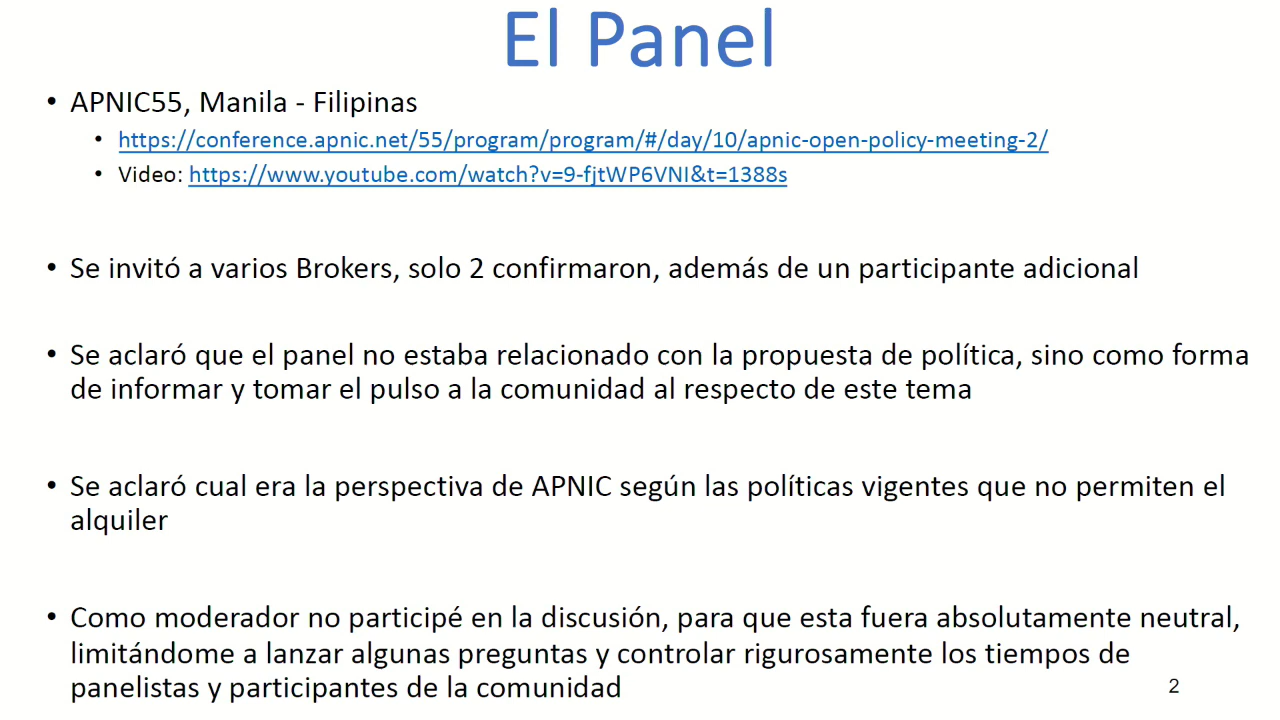 El Panel
• APNIC55, Manila - Filipinas
• https://conference.apnic.net/55/program/program/#/day/10/apnic-open-policy-meeting-2/
• Video: https://www.youtube.com/watch?v=9-fjtWP6VNI&t=1388s
• Se invitó a varios Brokers, solo 2 confirmaron, además de un participante adicional
• Se aclaró que el panel no estaba relacionado con la propuesta de política, sino como forma
de informar y tomar el pulso a la comunidad al respecto de este tema
• Se aclaró cual era la perspectiva de APNIC según las políticas vigentes que no permiten el
alquiler
• Como moderador no participé en la discusión, para que esta fuera absolutamente neutral,
limitándome a lanzar algunas preguntas y controlar rigurosamente los tiempos de
panelistas y participantes de la comunidad
2